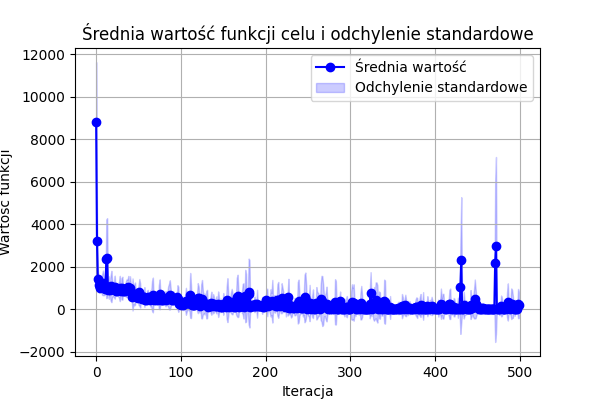 Średnia wartość funkcji celu i odchylenie standardowe
12000
10000
8000
6000
4000
2000
0
−2000
Wartość funkcji
Średnia wartość
Odchylenie standardowe
0
100
200
300
400
500
Iteracja